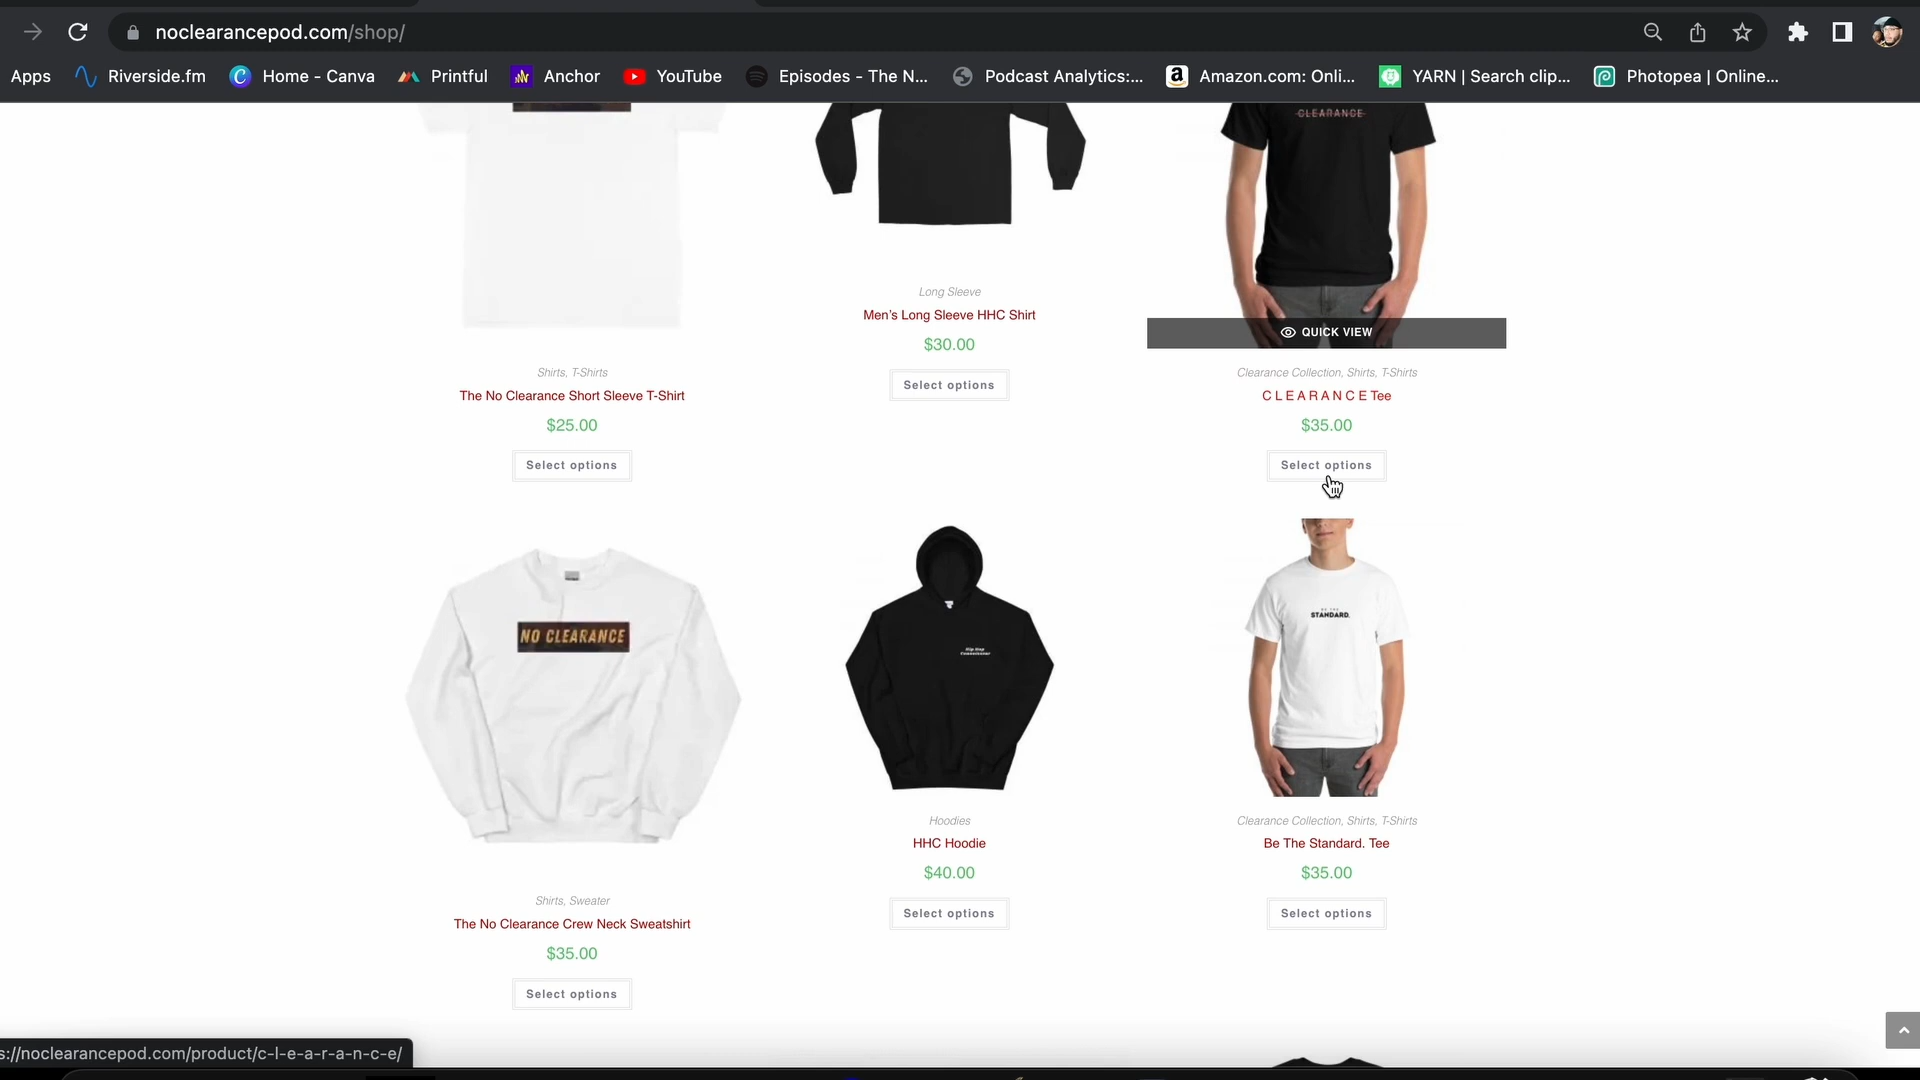 noclearancepod.com/shop/
Apps Riverside.fm Home - Canva Printful Anchor YouTube Episodes - The N... Podcast Analytics:... Amazon.com: Onli... YARN | Search clip... Photopea | Online...
CLEARANCE
QUICK VIEW
Long Sleeve
Men's Long Sleeve HHC Shirt
$30.00
Select options
Shirts, T-Shirts
The No Clearance Short Sleeve T-Shirt
$25.00
Select options
Clearance Collection, Shirts, T-Shirts
C L E A R A N C E Tee
$35.00
Select options
NO CLEARANCE
Hip Hop
Connoisseur
BE THE
STANDARD.
Hoodies
HHC Hoodie
$40.00
Select options
Clearance Collection, Shirts, T-Shirts
Be The Standard. Tee
$35.00
Select options
Shirts, Sweater
The No Clearance Crew Neck Sweatshirt
$35.00
Select options
s://noclearancepod.com/product/c-l-e-a-r-a-n-c-e/